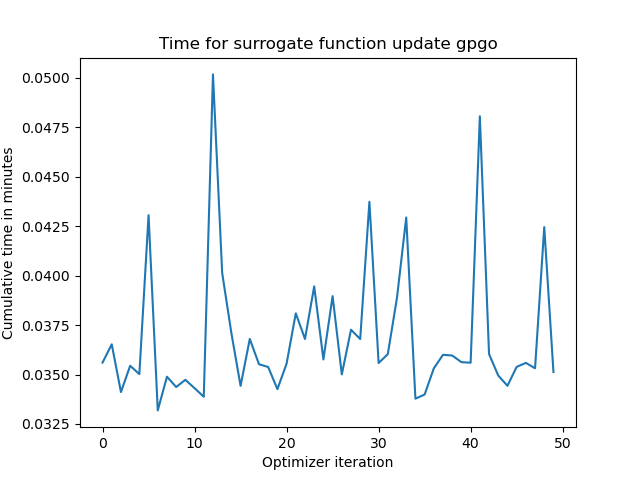 Time for surrogate function update gpgo
0.0500
0.0475
0.0450
0.0425
0.0400
0.0375
0.0350
0.0325
Cumulative time in minutes
0 10 20 30 40 50
Optimizer iteration